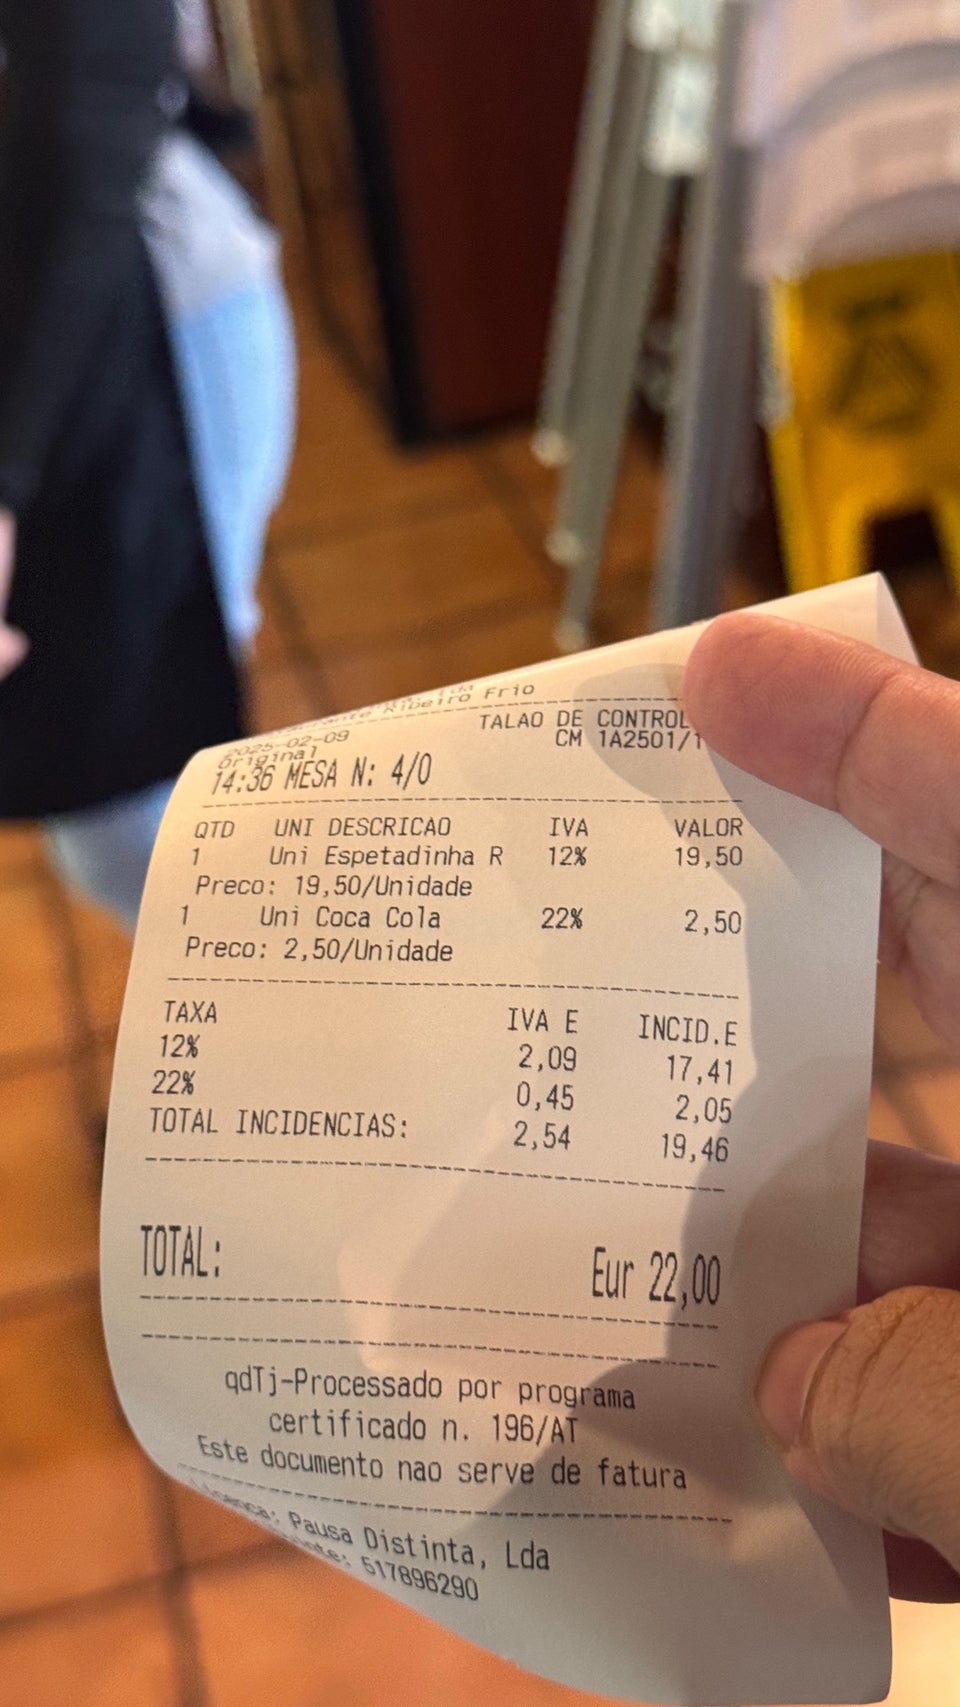 Ribeiro Frio
TALAO DE CONTROL
2025-02-09
CM 1A2501/1
Original
14:36 MESA N: 4/0
QTD UNI DESCRICAO IVA VALOR
1 Uni Espetadinha R 12% 19,50
Preco: 19,50/Unidade
1 Uni Coca Cola 22% 2,50
Preco: 2,50/Unidade
TAXA IVA E INCID.E
12% 2,09 17,41
22% 0,45 2,05
TOTAL INCIDENCIAS: 2,54 19,46
TOTAL: Eur 22,00
qdTj-Processado por programa
certificado n. 196/AT
Este documento nao serve de fatura
Pausa Distinta, Lda
517896290